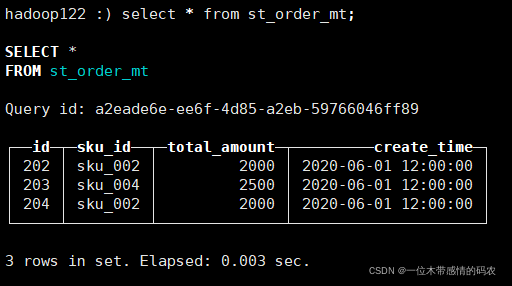 hadoop122 :) select * from st_order_mt;
SELECT *
FROM st_order_mt
Query id: a2eade6e-ee6f-4d85-a2eb-59766046ff89
id sku_id total_amount create_time
202 sku_002 2000 2020-06-01 12:00:00
203 sku_004 2500 2020-06-01 12:00:00
204 sku_002 2000 2020-06-01 12:00:00
3 rows in set. Elapsed: 0.003 sec.
CSDN @一位木带感情的码农